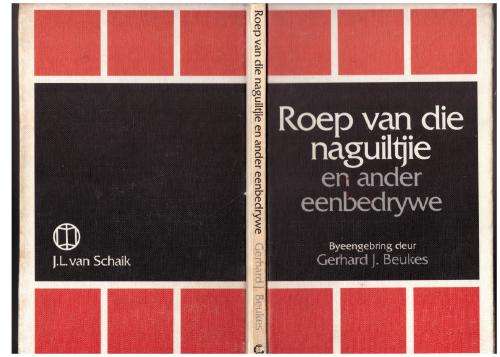 J.L.van Schaik
Roep van die naguiltjie en ander eenbedrywe Gerhard J. Beukes
Roep van die
naguiltjie
en ander
eenbedrywe
Byeengebring deur
Gerhard J. Beukes